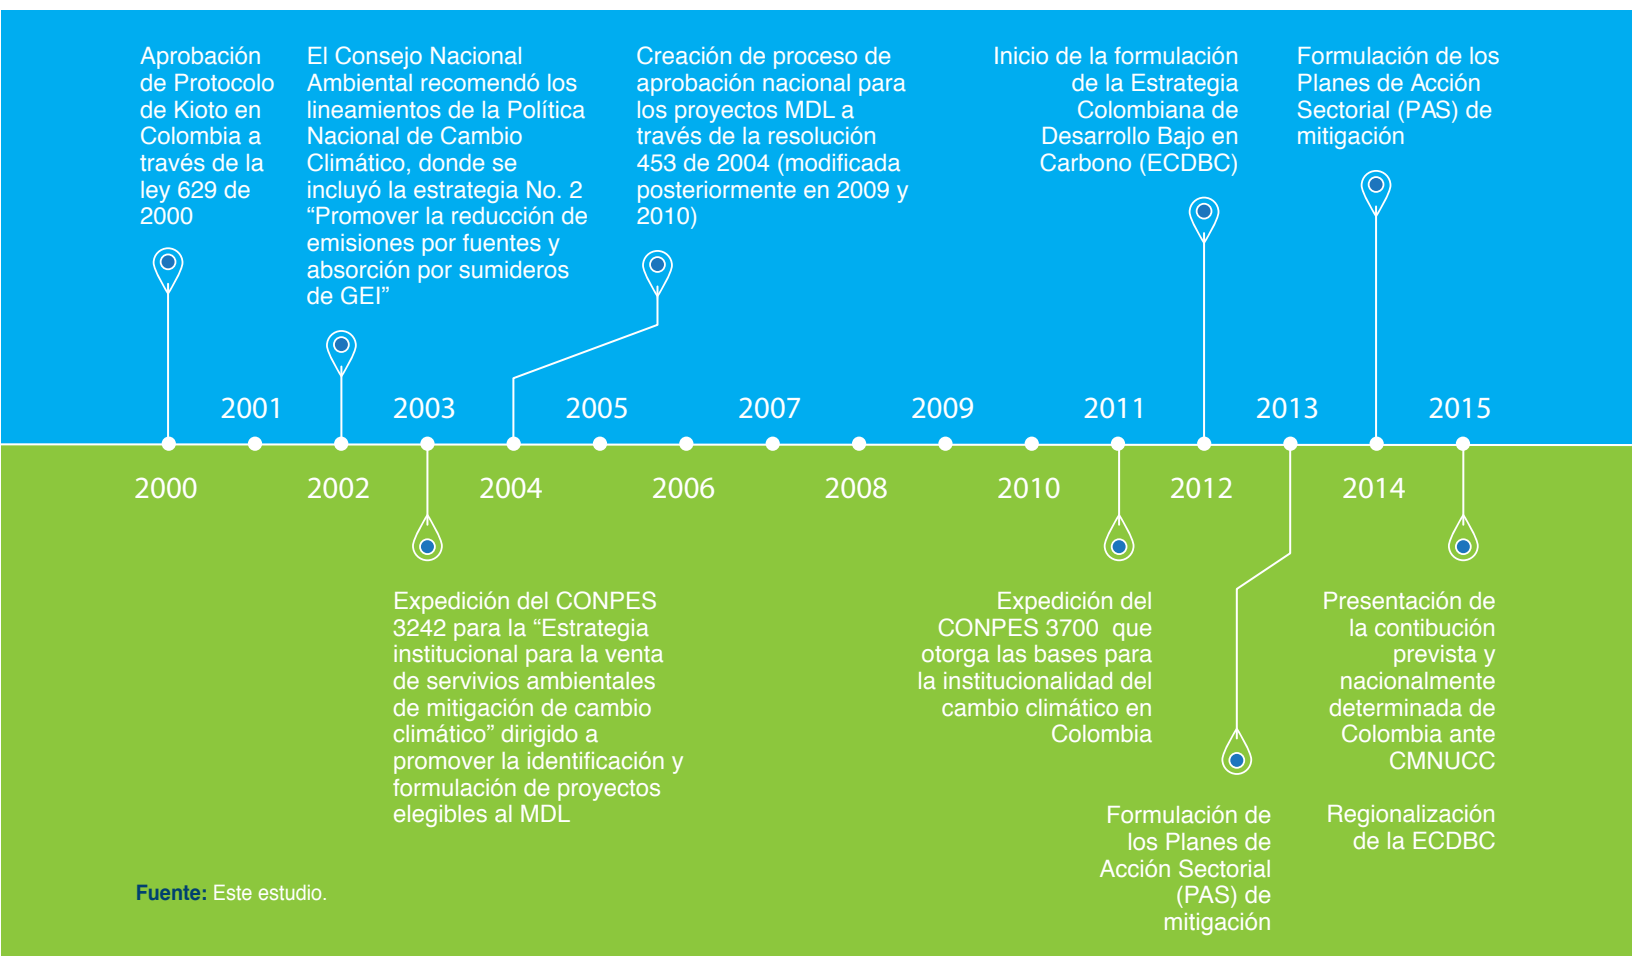 Aprobación
de Protocolo
de Kioto en
Colombia a
través de la
ley 629 de
2000
El Consejo Nacional
Ambiental recomendó los
lineamientos de la Política
Nacional de Cambio
Climático, donde se
incluyó la estrategia No. 2
“Promover la reducción de
emisiones por fuentes y
absorción por sumideros
de GEI”
Creación de proceso de
aprobación nacional para
los proyectos MDL a
través de la resolución
453 de 2004 (modificada
posteriormente en 2009 y
2010)
Inicio de la formulación
de la Estrategia
Colombiana de
Desarrollo Bajo en
Carbono (ECDBC)
Formulación de los
Planes de Acción
Sectorial (PAS) de
mitigación
2001 2003 2005 2007 2009 2011 2013 2015
2000 2002 2004 2006 2008 2010 2012 2014
Expedición del CONPES
3242 para la “Estrategia
institucional para la venta
de servivios ambientales
de mitigación de cambio
climático” dirigido a
promover la identificación y
formulación de proyectos
elegibles al MDL
Expedición del
CONPES 3700 que
otorga las bases para
la institucionalidad del
cambio climático en
Colombia
Formulación de
los Planes de
Acción Sectorial
(PAS) de
mitigación
Presentación de
la contibución
prevista y
nacionalmente
determinada de
Colombia ante
CMNUCC
Regionalización
de la ECDBC
Fuente: Este estudio.